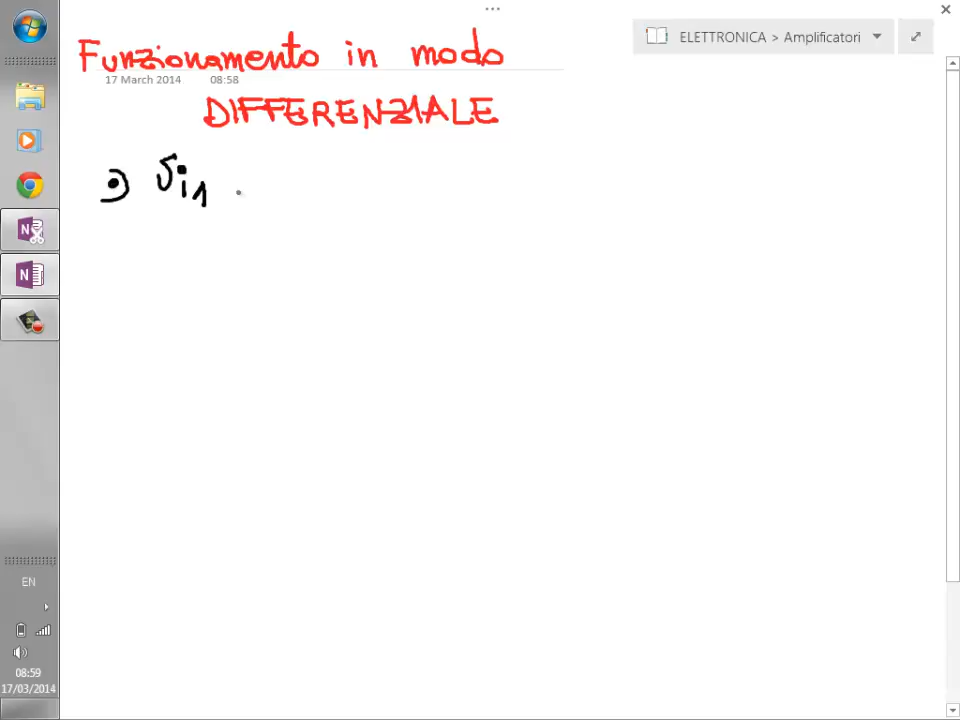 ELETTRONICA > Amplificatori
Funzionamento in modo
17 March 2014 08:58
DIFFERENZIALE
vi1
EN
08:59
17/03/2014